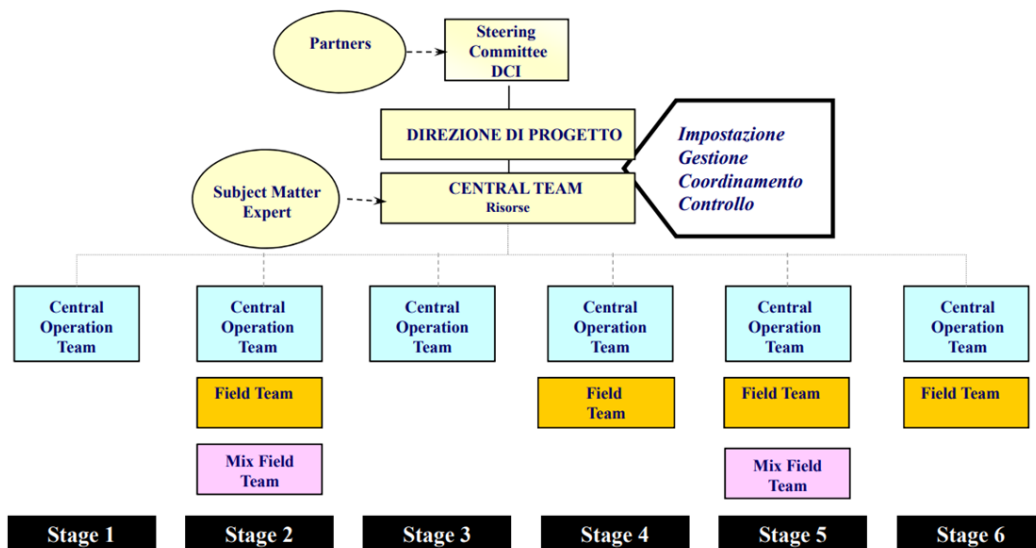 Partners
Steering
Committee
DCI
DIREZIONE DI PROGETTO
Impostazione
Gestione
Coordinamento
Controllo
Subject Matter
Expert
CENTRAL TEAM
Risorse
Central
Operation
Team
Central
Operation
Team
Central
Operation
Team
Central
Operation
Team
Central
Operation
Team
Central
Operation
Team
Field Team
Field
Team
Field Team
Field Team
Mix Field
Team
Mix Field
Team
Stage 1
Stage 2
Stage 3
Stage 4
Stage 5
Stage 6